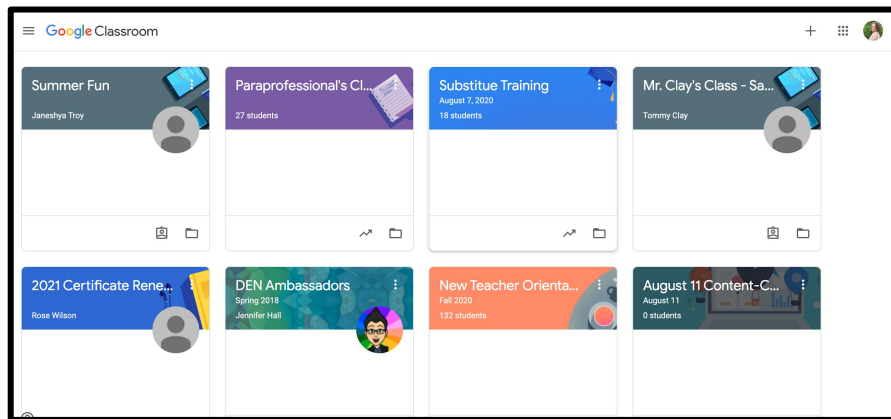 Google Classroom
Summer Fun
Janeshya Troy
Paraprofessional's Cl...
27 students
Substitue Training
August 7, 2020
18 students
Mr. Clay's Class - Sa...
Tommy Clay
2021 Certificate Rene...
Rose Wilson
DEN Ambassadors
Spring 2018
Jennifer Hall
New Teacher Orienta...
Fall 2020
132 students
August 11 Content-C...
August 11
0 students